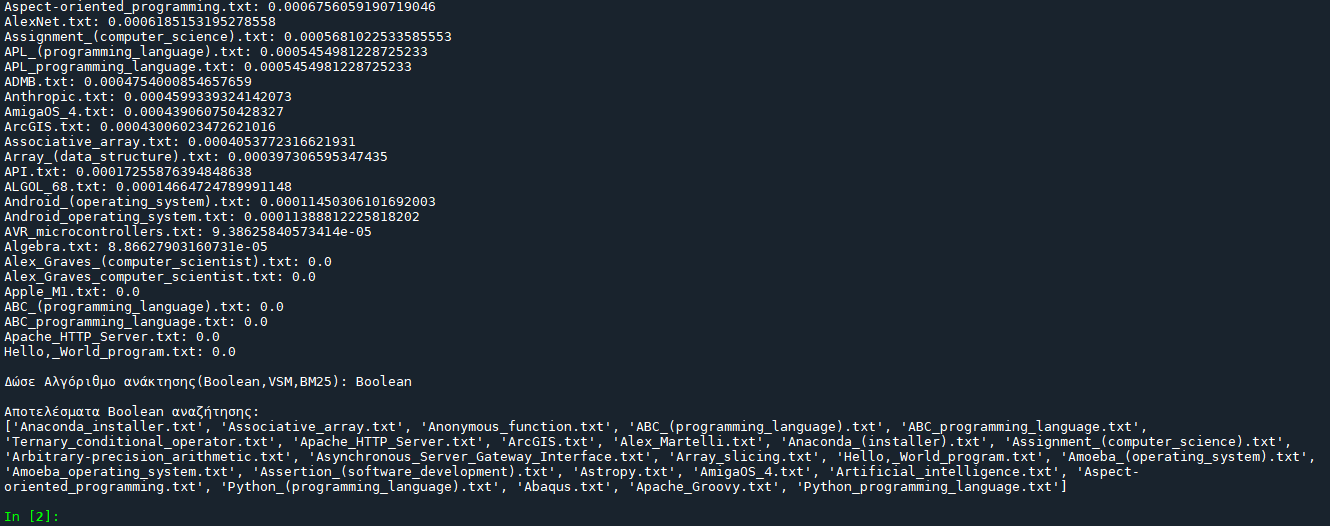 Aspect-oriented_programming.txt: 0.0006756059190719046
AlexNet.txt: 0.0006185153195278558
Assignment_(computer_science).txt: 0.0005681022533585553
APL_(programming_language).txt: 0.0005454981228725233
APL_programming_language.txt: 0.0005454981228725233
ADMB.txt: 0.0004754000854657659
Anthropic.txt: 0.0004599339324142073
AmigaOS_4.txt: 0.000439060750428327
ArcGIS.txt: 0.00043006023472621016
Associative_array.txt: 0.0004053772316621931
Array_(data_structure).txt: 0.000397306595347435
API.txt: 0.00017255876394848638
ALGOL_68.txt: 0.00014664724789991148
Android_(operating_system).txt: 0.00011450306101692003
Android_operating_system.txt: 0.00011388812225818202
AVR_microcontrollers.txt: 9.38625840573414e-05
Algebra.txt: 8.86627903160731e-05
Alex_Graves_(computer_scientist).txt: 0.0
Alex_Graves_computer_scientist.txt: 0.0
Apple_M1.txt: 0.0
ABC_(programming_language).txt: 0.0
ABC_programming_language.txt: 0.0
Apache_HTTP_Server.txt: 0.0
Hello,_World_program.txt: 0.0
Δώσε Αλγόριθμο ανάκτησης(Boolean,VSM,BM25): Boolean
Αποτελέσματα Boolean αναζήτησης:
['Anaconda_installer.txt', 'Associative_array.txt', 'Anonymous_function.txt', 'ABC_(programming_language).txt', 'ABC_programming_language.txt',
'Ternary_conditional_operator.txt', 'Apache_HTTP_Server.txt', 'ArcGIS.txt', 'Alex_Martelli.txt', 'Anaconda_(installer).txt', 'Assignment_(computer_science).txt',
'Arbitrary-precision_arithmetic.txt', 'Asynchronous_Server_Gateway_Interface.txt', 'Array_slicing.txt', 'Hello,_World_program.txt', 'Amoeba_(operating_system).txt',
'Amoeba_operating_system.txt', 'Assertion_(software_development).txt', 'Astropy.txt', 'AmigaOS_4.txt', 'Artificial_intelligence.txt', 'Aspect-
oriented_programming.txt', 'Python_(programming_language).txt', 'Abaqus.txt', 'Apache_Groovy.txt', 'Python_programming_language.txt']
In [2]: